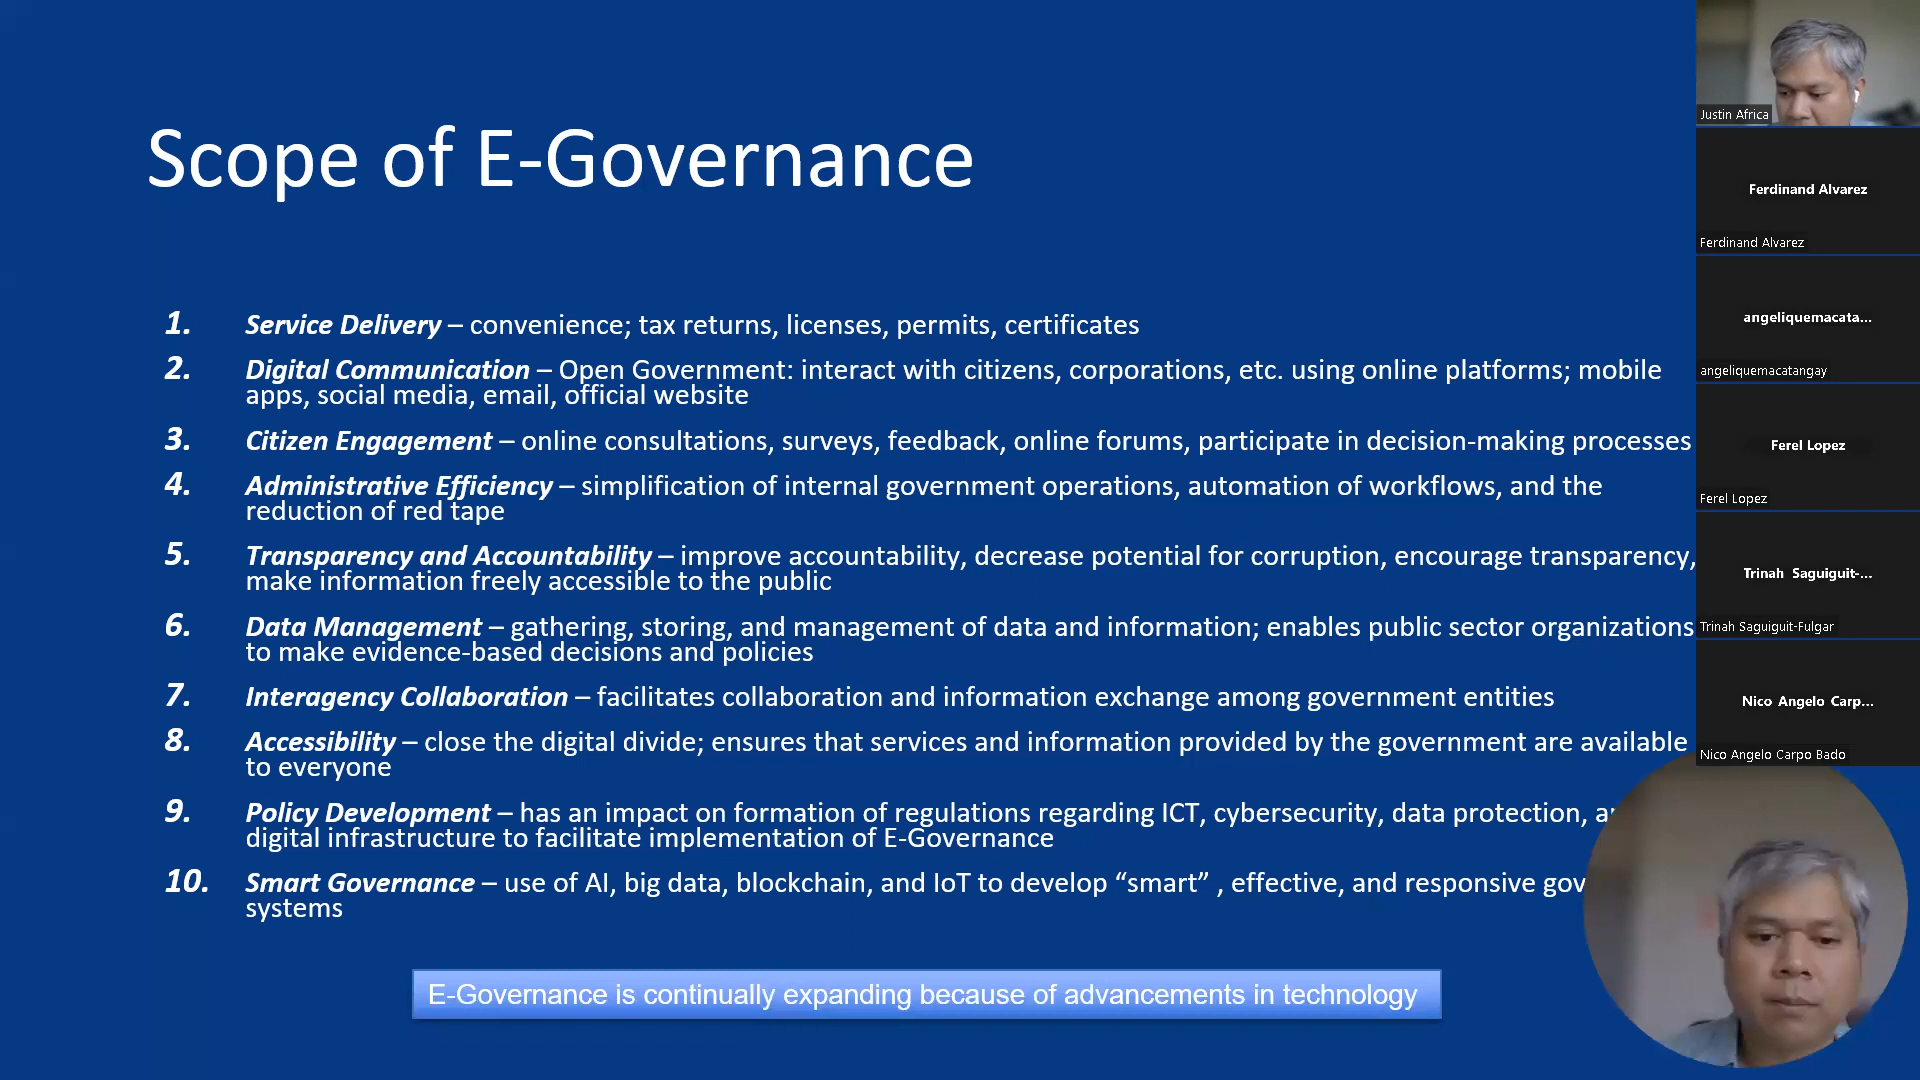 Scope of E-Governance
1. Service Delivery – convenience; tax returns, licenses, permits, certificates
2. Digital Communication – Open Government: interact with citizens, corporations, etc. using online platforms; mobile
apps, social media, email, official website
3. Citizen Engagement – online consultations, surveys, feedback, online forums, participate in decision-making processes
4. Administrative Efficiency – simplification of internal government operations, automation of workflows, and the
reduction of red tape
5. Transparency and Accountability – improve accountability, decrease potential for corruption, encourage transparency,
make information freely accessible to the public
6. Data Management – gathering, storing, and management of data and information; enables public sector organizations
to make evidence-based decisions and policies
7. Interagency Collaboration – facilitates collaboration and information exchange among government entities
8. Accessibility – close the digital divide; ensures that services and information provided by the government are available
to everyone
9. Policy Development – has an impact on formation of regulations regarding ICT, cybersecurity, data protection,
digital infrastructure to facilitate implementation of E-Governance
10. Smart Governance – use of AI, big data, blockchain, and IoT to develop “smart” , effective, and responsive
systems
E-Governance is continually expanding because of advancements in technology
Justin Africa
Ferdinand Alvarez
Ferdinand Alvarez
angeliquemacata...
angeliquemacatangay
Ferel Lopez
Ferel Lopez
Trinah Saguiguit-...
Trinah Saguiguit-Fulgar
Nico Angelo Carp...
Nico Angelo Carpo Bado